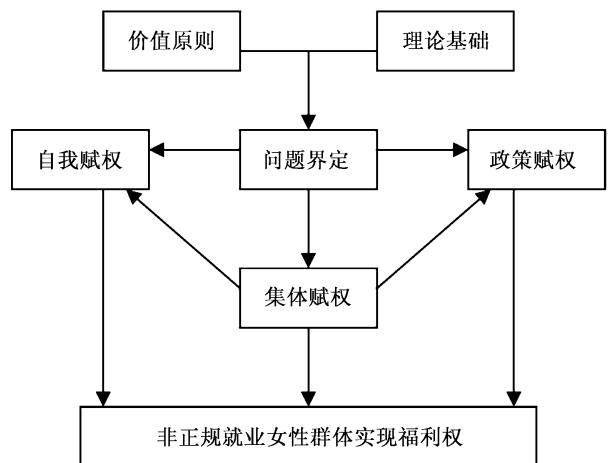 价值原则
理论基础
自我赋权
问题界定
政策赋权
集体赋权
非正规就业女性群体实现福利权